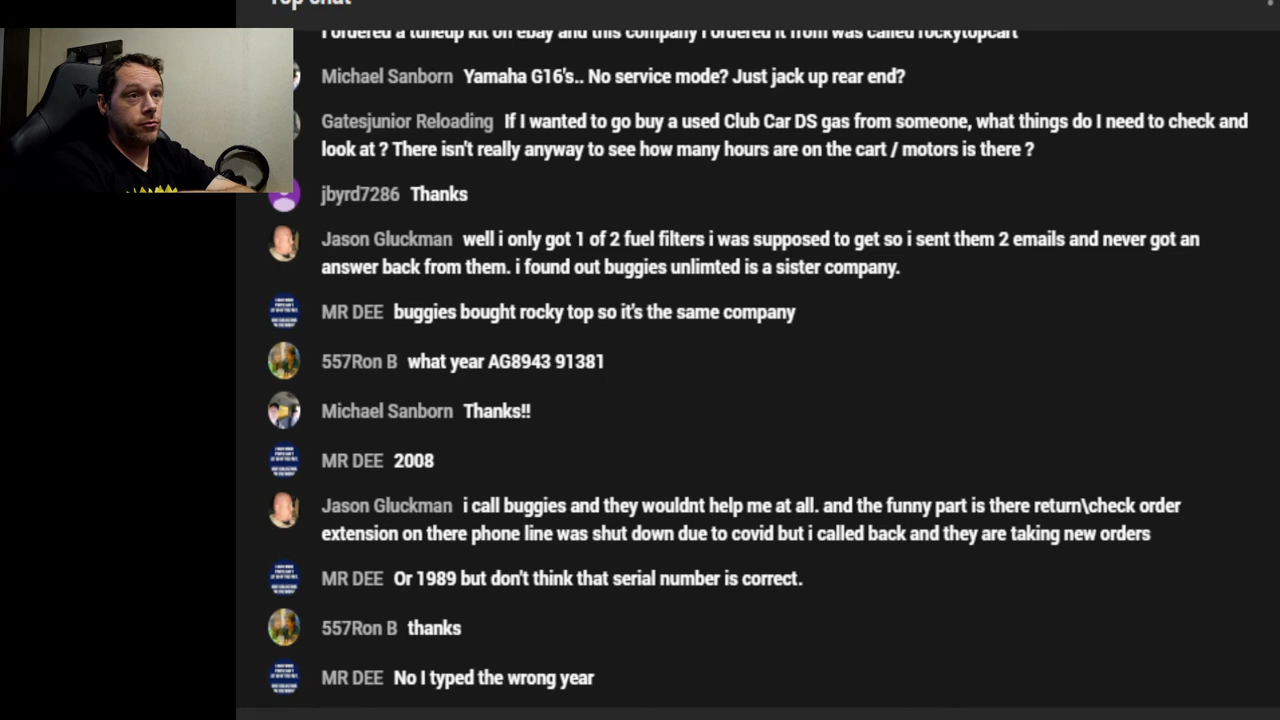 Top chat
I ordered a tuneup kit on ebay and this company I ordered it from was called rockytopcart
Michael Sanborn Yamaha G16's.. No service mode? Just jack up rear end?
Gatesjunior Reloading If I wanted to go buy a used Club Car DS gas from someone, what things do I need to check and
look at ? There isn't really anyway to see how many hours are on the cart / motors is there ?
jbyrd7286 Thanks
Jason Gluckman well i only got 1 of 2 fuel filters i was supposed to get so i sent them 2 emails and never got an
answer back from them. i found out buggies unlimted is a sister company.
MR DEE buggies bought rocky top so it's the same company
557Ron B what year AG8943 91381
Michael Sanborn Thanks!!
MR DEE 2008
Jason Gluckman i call buggies and they wouldnt help me at all. and the funny part is there return\check order
extension on there phone line was shut down due to covid but i called back and they are taking new orders
MR DEE Or 1989 but don't think that serial number is correct.
557Ron B thanks
MR DEE No I typed the wrong year